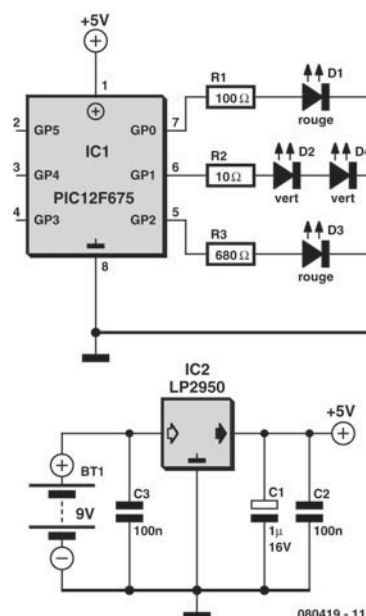 +5V
1
R1
D1
2
GP5
GP0
7
100Ω
IC1
rouge
R2
D2
D4
3
GP4
GP1
6
10Ω
PIC12F675
vert
vert
4
GP3
GP2
5
R3
D3
680Ω
8
rouge
IC2
LP2950
+5V
BT1
C3
C1
C2
9V
100n
1µ
100n
16V
080419 - 11